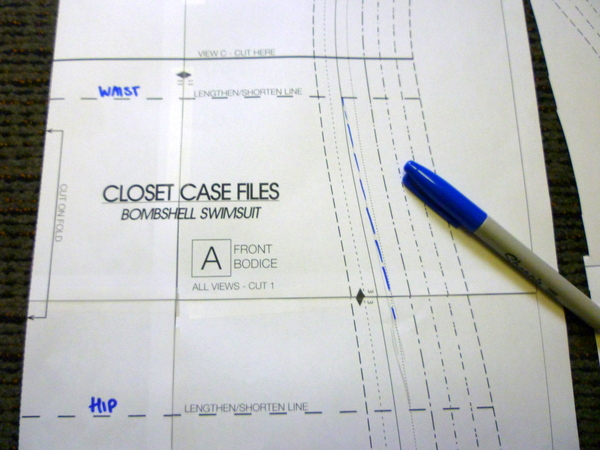 VIEW C - CUT HERE
WAIST
LENGTHEN/SHORTEN LINE
CUT ON FOLD
CLOSET CASE FILES
BOMBSHELL SWIMSUIT
A
FRONT
BODICE
ALL VIEWS - CUT 1
HIP
LENGTHEN/SHORTEN LINE
Sharpie